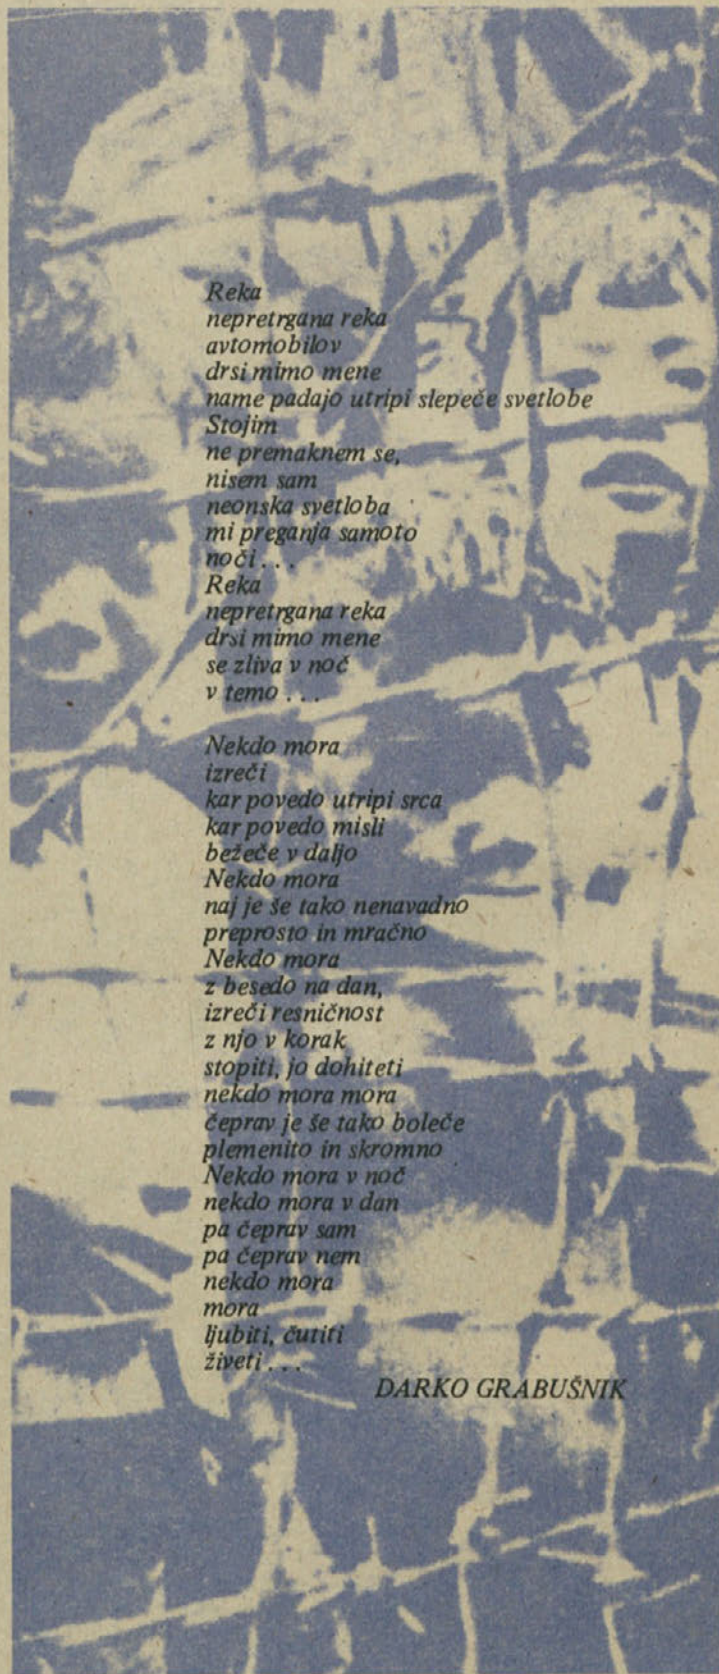 Reka
nepretrgana reka
avtomobilov
drsi mimo mene
name padajo utripi slepeče svetlobe
Stojim
ne premaknem se,
nisem sam
neonska svetloba
mi preganja samoto
noči . . .
Reka
nepretrgana reka
drsi mimo mene
se zliva v noč
v temo . . .

Nekdo mora
izreči
kar povedo utripi srca
kar povedo misli
bežeče v daljo
Nekdo mora
naj je še tako nenavadno
preprosto in mračno
Nekdo mora
z besedo na dan,
izreči resničnost
z njo v korak
stopiti, jo dohiteti
nekdo mora mora
čeprav je še tako boleče
plemenito in skromno
Nekdo mora v noč
nekdo mora v dan
pa čeprav sam
pa čeprav nem
nekdo mora
mora
ljubiti, čutiti
živeti . . .
DARKO GRABUŠNIK